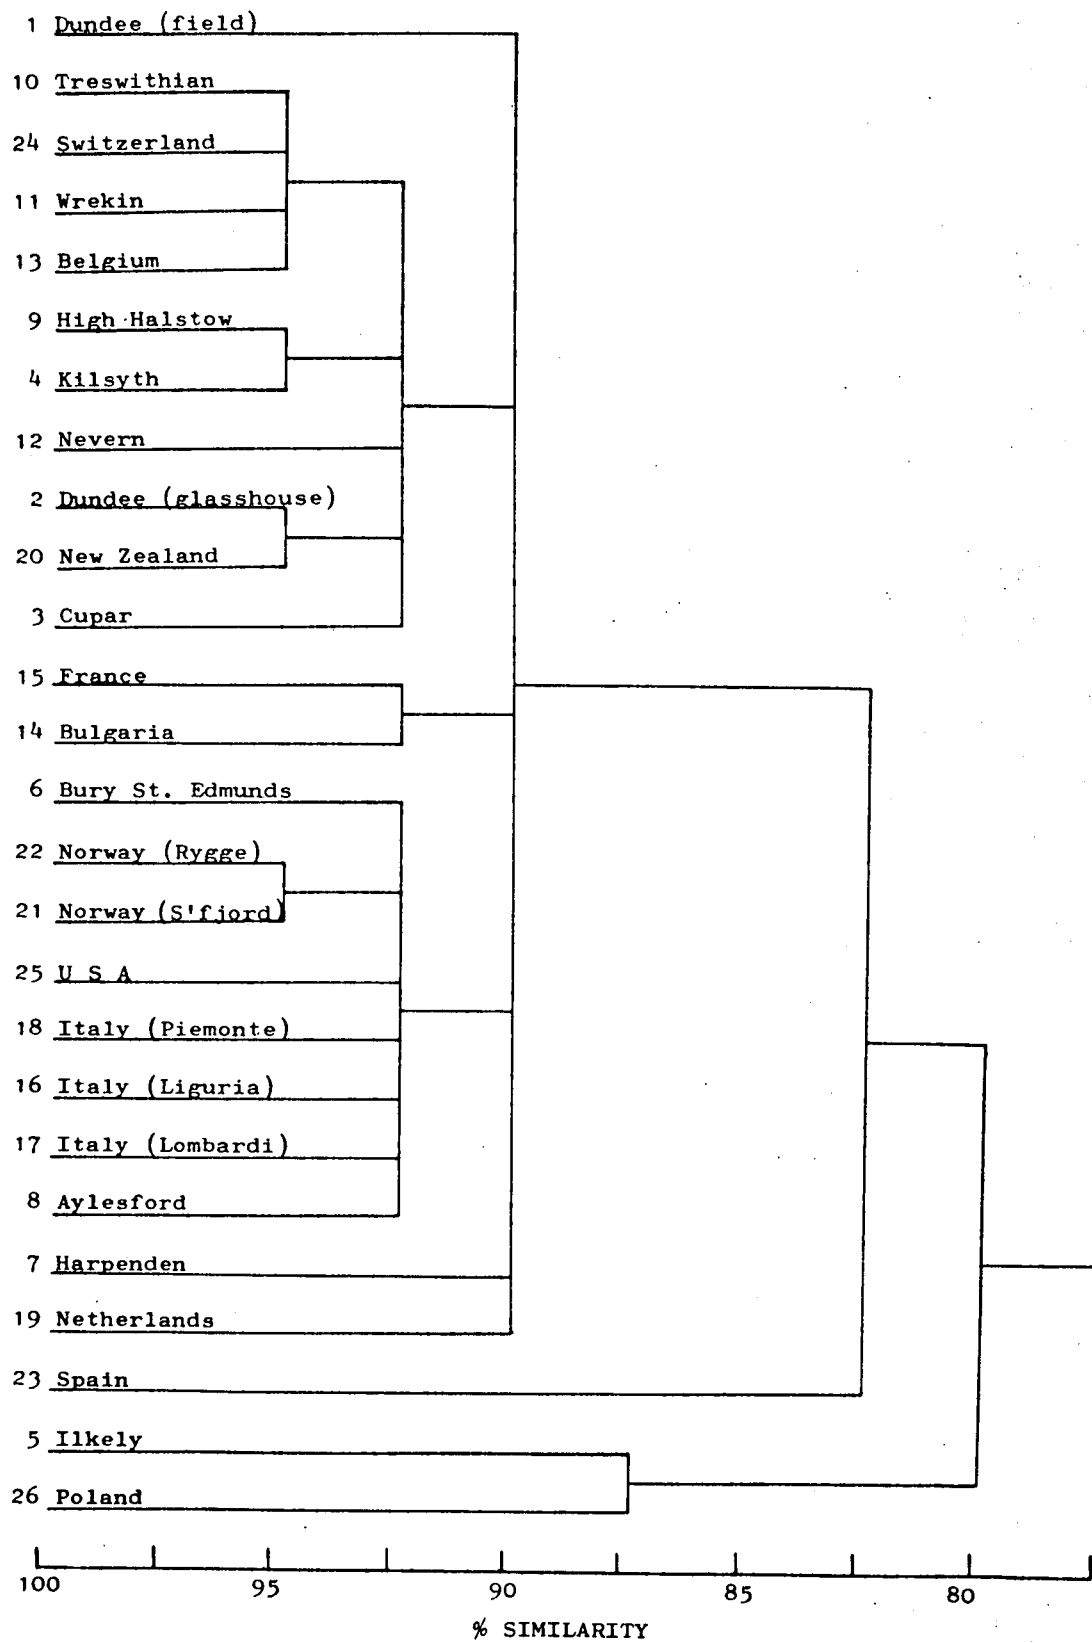 1 Dundee (field)
10 Treswithian
24 Switzerland
11 Wrekin
13 Belgium
9 High Halstow
4 Kilsyth
12 Nevern
2 Dundee (glasshouse)
20 New Zealand
3 Cupar
15 France
14 Bulgaria
6 Bury St. Edmunds
22 Norway (Rygge)
21 Norway (S'fjord)
25 U S A
18 Italy (Piemonte)
16 Italy (Liguria)
17 Italy (Lombardi)
8 Aylesford
7 Harpenden
19 Netherlands
23 Spain
5 Ilkely
26 Poland
100 95 90 85 80
% SIMILARITY